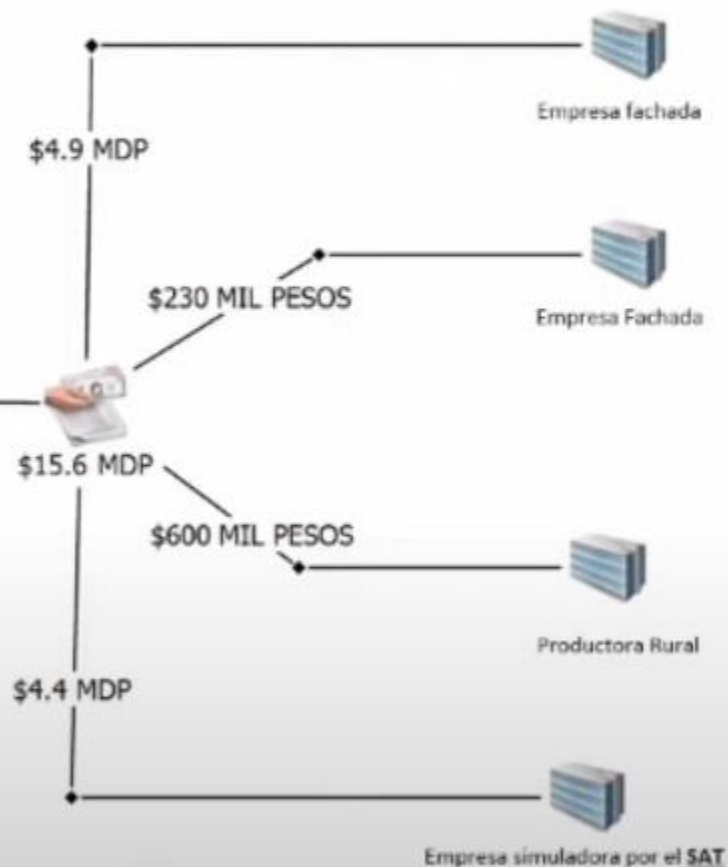 Empresa fachada
$4.9 MDP
$230 MIL PESOS
Empresa Fachada
$15.6 MDP
$600 MIL PESOS
Productora Rural
$4.4 MDP
Empresa simuladora por el SAT